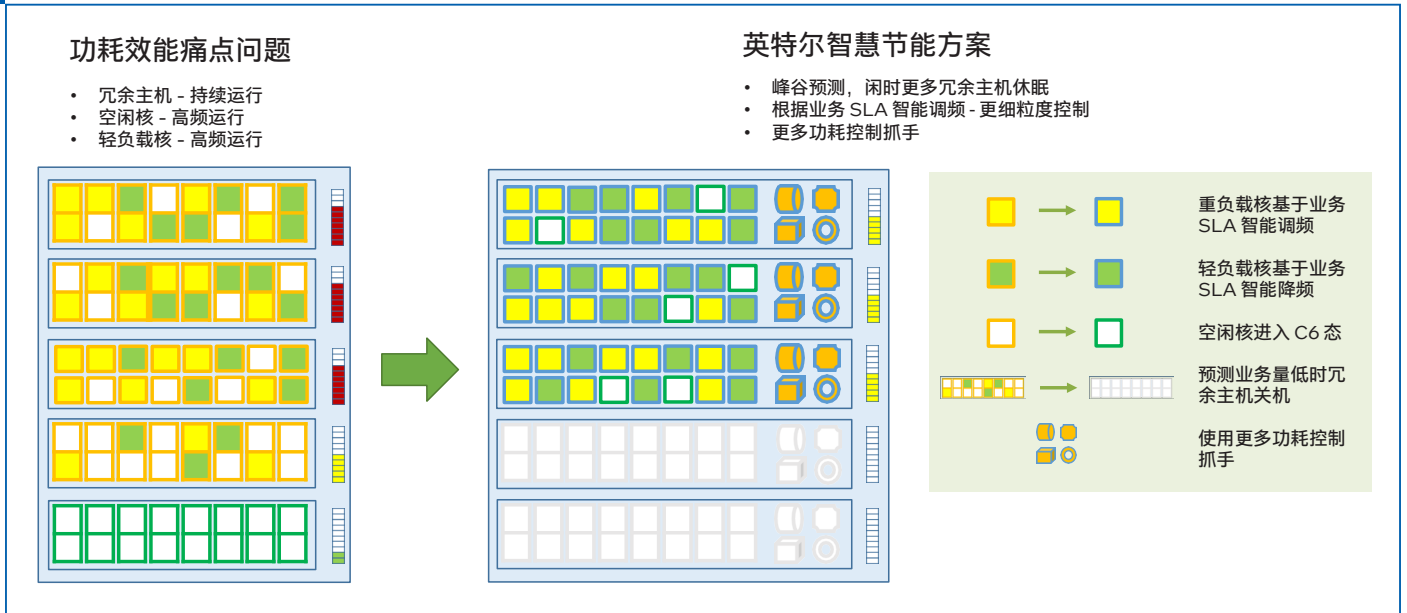 功耗效能痛点问题
• 冗余主机 - 持续运行
• 空闲核 - 高频运行
• 轻负载核 - 高频运行
英特尔智慧节能方案
• 峰谷预测，闲时更多冗余主机休眠
• 根据业务 SLA 智能调频 - 更细粒度控制
• 更多功耗控制抓手
重负载核基于业务
SLA 智能调频
轻负载核基于业务
SLA 智能降频
空闲核进入 C6 态
预测业务量低时冗
余主机关机
使用更多功耗控制
抓手